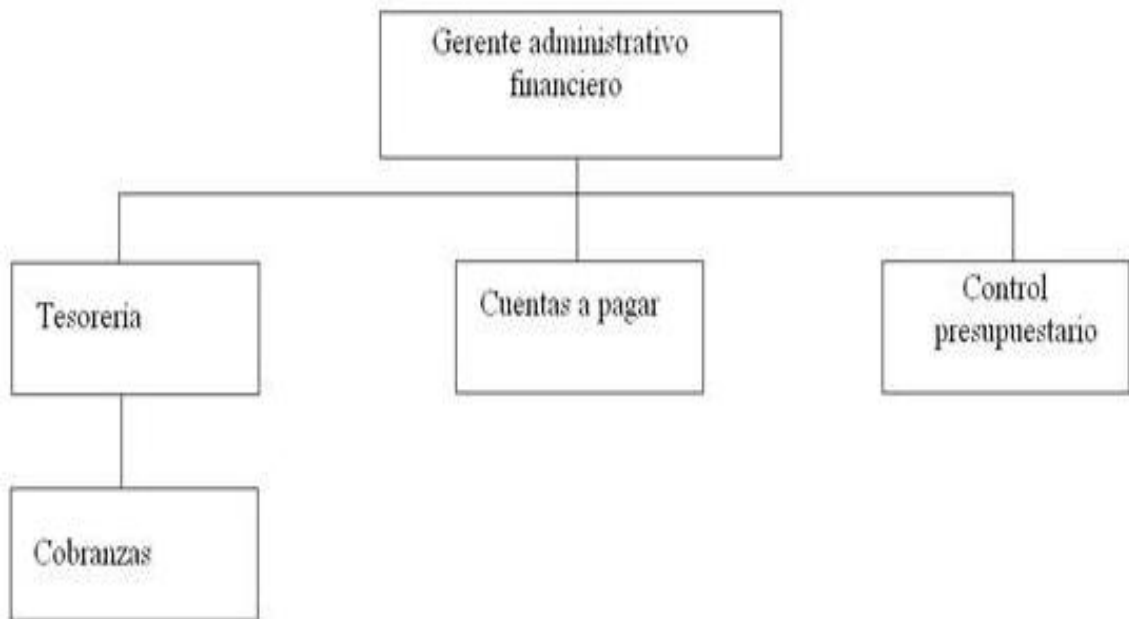 Gerente administrativo
financiero
Tesoreria
Cuentas a pagar
Control
presupuestario
Cobranzas